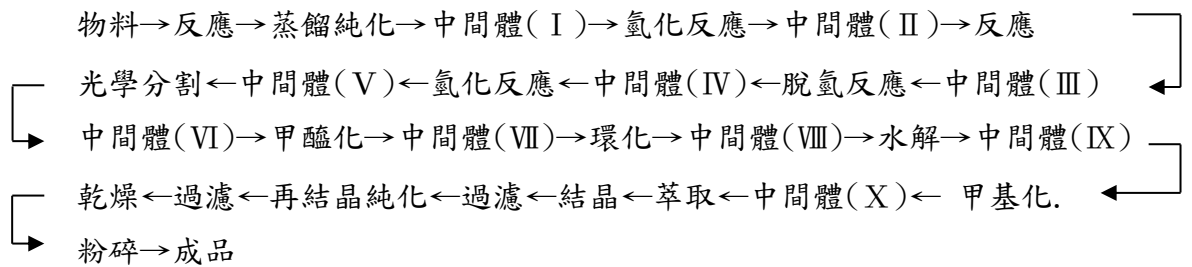 物料→反應→蒸餾純化→中間體(Ⅰ)→氫化反應→中間體(Ⅱ)→反應
光學分割←中間體(Ⅴ)←氫化反應←中間體(Ⅳ)←脫氫反應←中間體(Ⅲ)
中間體(Ⅵ)→甲醯化→中間體(Ⅶ)→環化→中間體(Ⅷ)→水解→中間體(Ⅸ)
乾燥←過濾←再結晶純化←過濾←結晶←萃取←中間體(Ⅹ)← 甲基化.
粉碎→成品